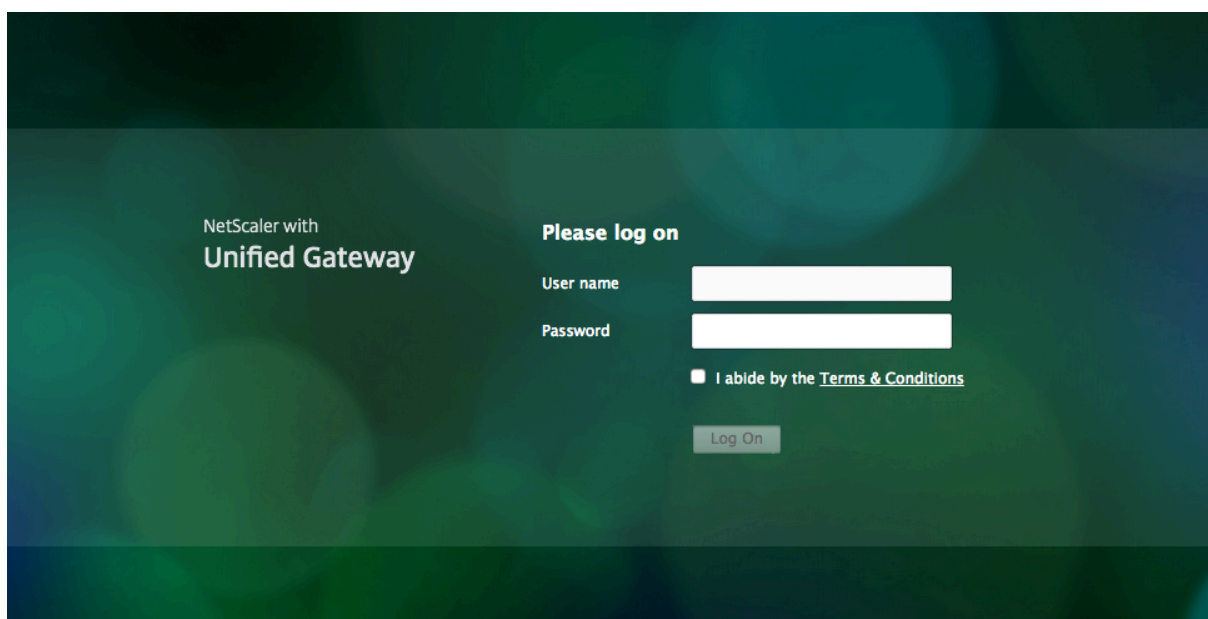 NetScaler with
Unified Gateway
Please log on
User name
Password
I abide by the Terms & Conditions
Log On